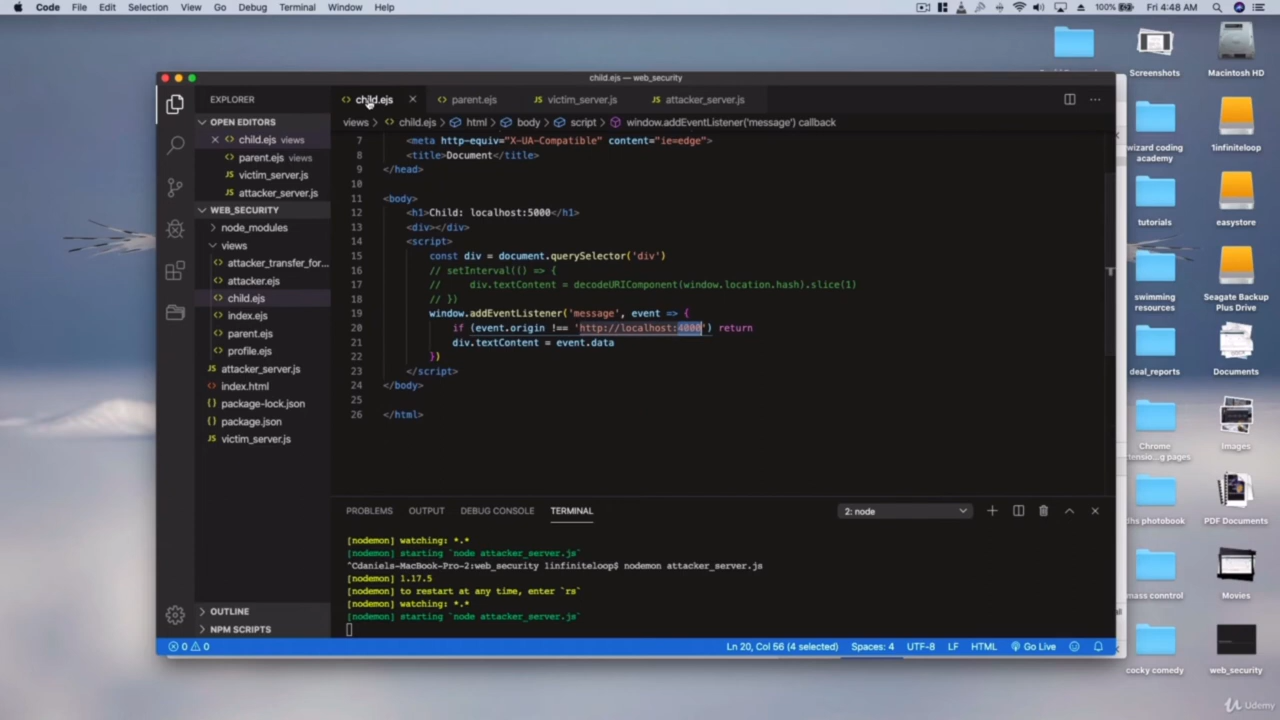 Code File Edit Selection View Go Debug Terminal Window Help
100% Fri 4:48 AM
child.ejs — web_security
EXPLORER
OPEN EDITORS
child.ejs views
parent.ejs views
victim_server.js
attacker_server.js
WEB_SECURITY
node_modules
views
attacker_transfer_for...
attacker.ejs
child.ejs
index.ejs
parent.ejs
profile.ejs
attacker_server.js
index.html
package-lock.json
package.json
victim_server.js
OUTLINE
NPM SCRIPTS
child.ejs parent.ejs victim_server.js attacker_server.js
views child.ejs html body script window.addEventListener('message') callback
7 <meta http-equiv="X-UA-Compatible" content="ie=edge">
8 <title>Document</title>
9 </head>
10
11 <body>
12 <h1>Child: localhost:5000</h1>
13 <div></div>
14 <script>
15 const div = document.querySelector('div')
16 // setInterval(() => {
17 // div.textContent = decodeURIComponent(window.location.hash).slice(1)
18 // })
19 window.addEventListener('message', event => {
20 if (event.origin !== 'http://localhost:4000') return
21 div.textContent = event.data
22 })
23 </script>
24 </body>
25
26 </html>
PROBLEMS OUTPUT DEBUG CONSOLE TERMINAL 2: node
[nodemon] watching: *.*
[nodemon] starting `node attacker_server.js`
^Cdaniels-MacBook-Pro-2:web_security 1infiniteloop$ nodemon attacker_server.js
[nodemon] 1.17.5
[nodemon] to restart at any time, enter `rs`
[nodemon] watching: *.*
[nodemon] starting `node attacker_server.js`
0 0 Ln 20, Col 56 (4 selected) Spaces: 4 UTF-8 LF HTML Go Live
Screenshots Macintosh HD
wizard coding academy
1infiniteloop
tutorials easystore
swimming resources
Seagate Backup Plus Drive
deal_reports Documents
Chrome
Images
tension...g pages
dhs photobook PDF Documents
mass conntrol Movies
cocky comedy web_security
Udemy